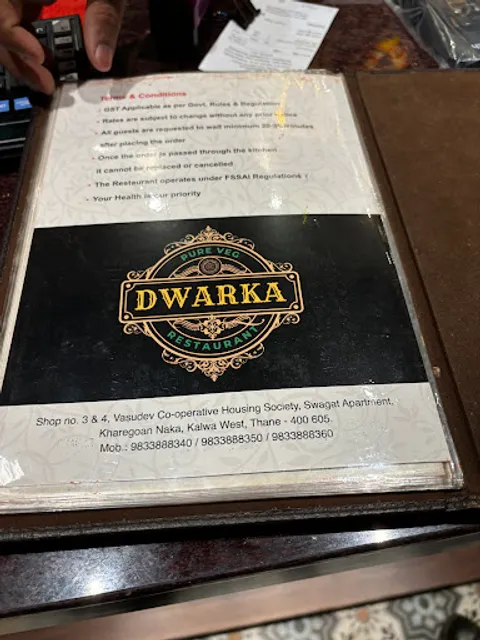 Terms & Conditions
- GST Applicable as per Govt. Rules & Regulation
- Rates are subject to change without any prior notice
- All guests are requested to wait minimum minutes
after placing the order
- Once the order is passed through the kitchen
it cannot be replaced or cancelled
- The Restaurant operates under FSSAI Regulations
- Your Health is our priority
PURE VEG
DWARKA
RESTAURANT
Shop no. 3 & 4, Vasudev Co-operative Housing Society, Swagat Apartment,
Kharegoan Naka, Kalwa West, Thane - 400 605.
Mob.: 9833888340 / 9833888350 / 9833888360